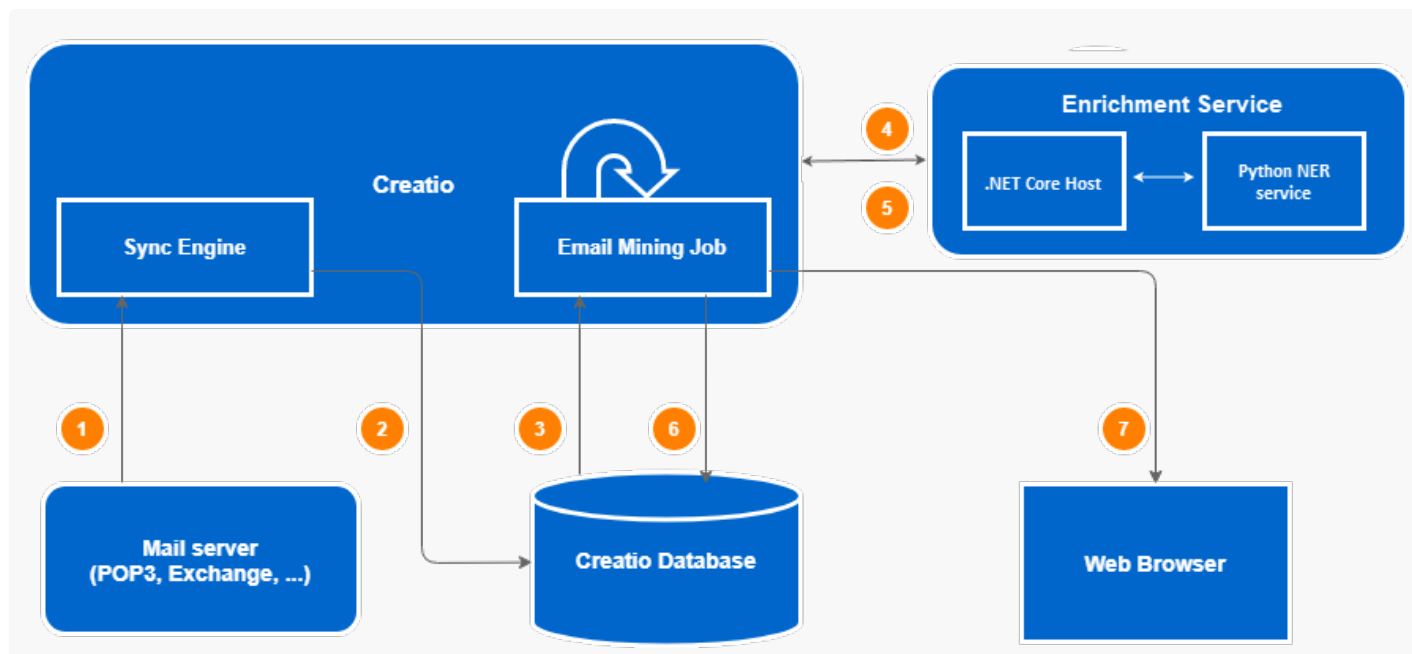 Creatio
Sync Engine
Email Mining Job
4
5
Enrichment Service
.NET Core Host
Python NER
service
1
2
3
6
7
Mail server
(POP3, Exchange, ...)
Creatio Database
Web Browser